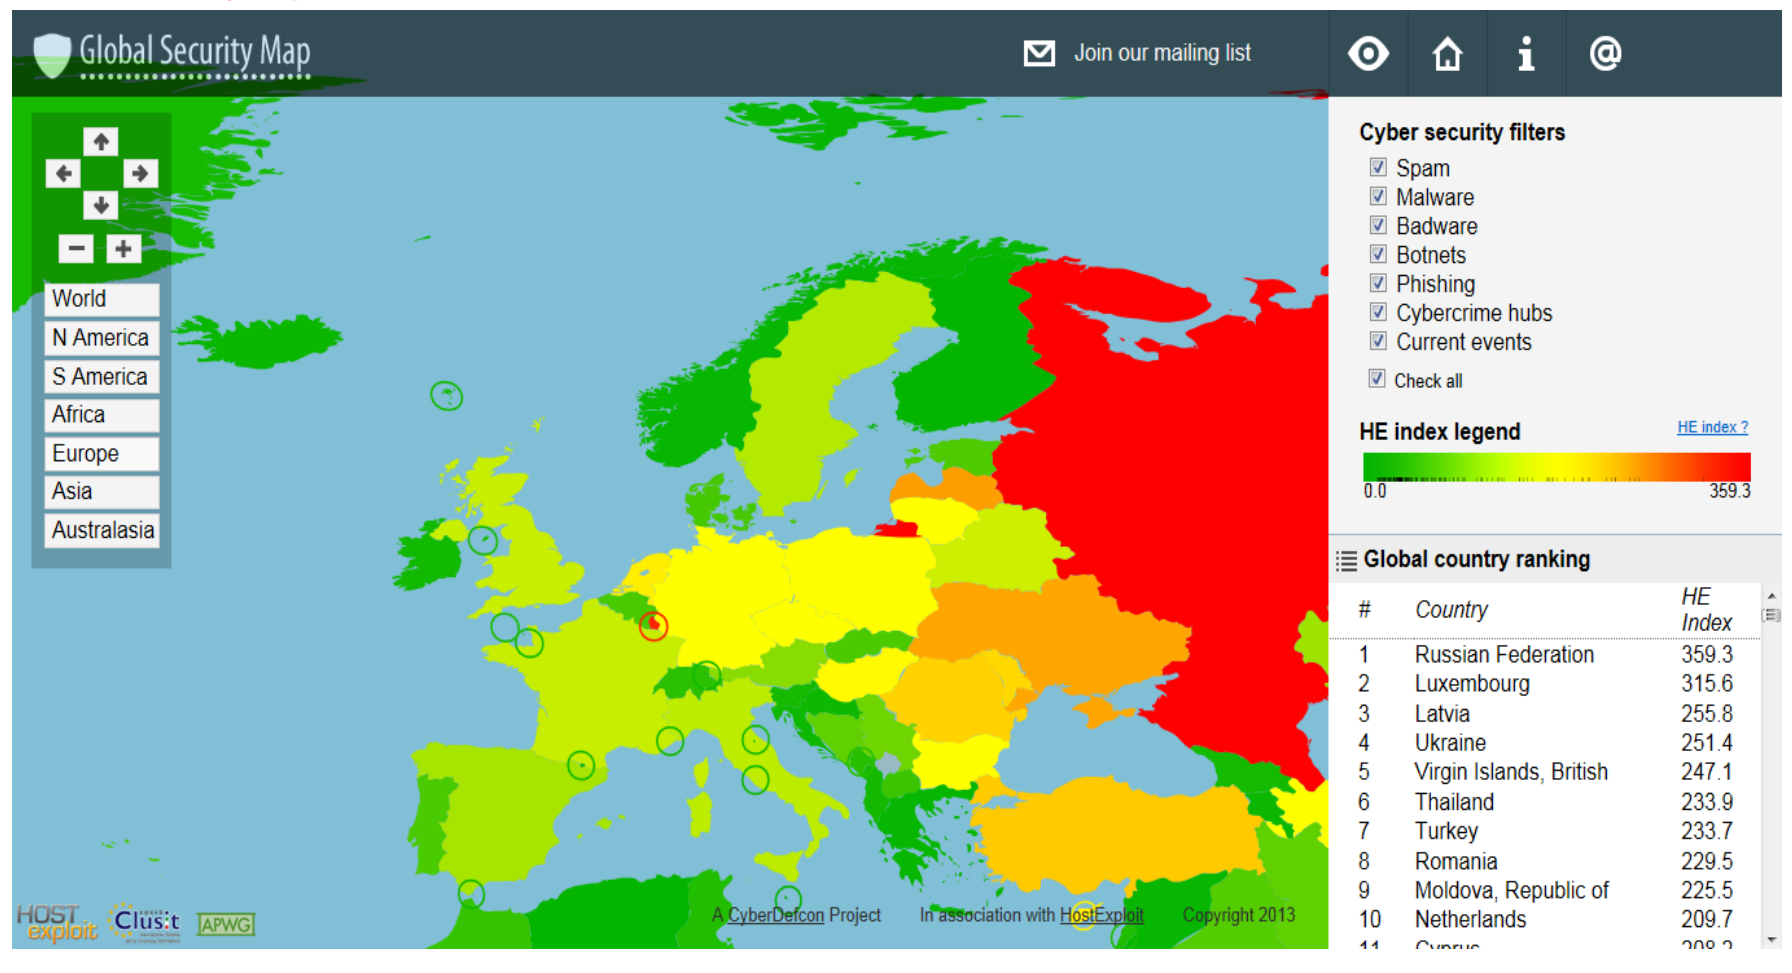 Global Security Map
Join our mailing list
World
N America
S America
Africa
Europe
Asia
Australasia
Cyber security filters
Spam
Malware
Badware
Botnets
Phishing
Cybercrime hubs
Current events
Check all
HE index legend
HE index ?
0.0
359.3
Global country ranking
# Country HE Index
1 Russian Federation 359.3
2 Luxembourg 315.6
3 Latvia 255.8
4 Ukraine 251.4
5 Virgin Islands, British 247.1
6 Thailand 233.9
7 Turkey 233.7
8 Romania 229.5
9 Moldova, Republic of 225.5
10 Netherlands 209.7
11 Cyprus 208.2
HOST exploit
Clusit
APWG
A CyberDefcon Project
In association with HostExploit
Copyright 2013